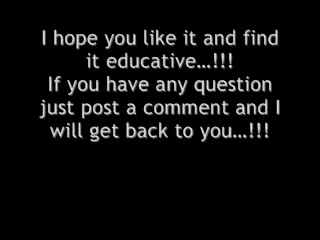 I hope you like it and find
it educative…!!!
If you have any question
just post a comment and I
will get back to you…!!!